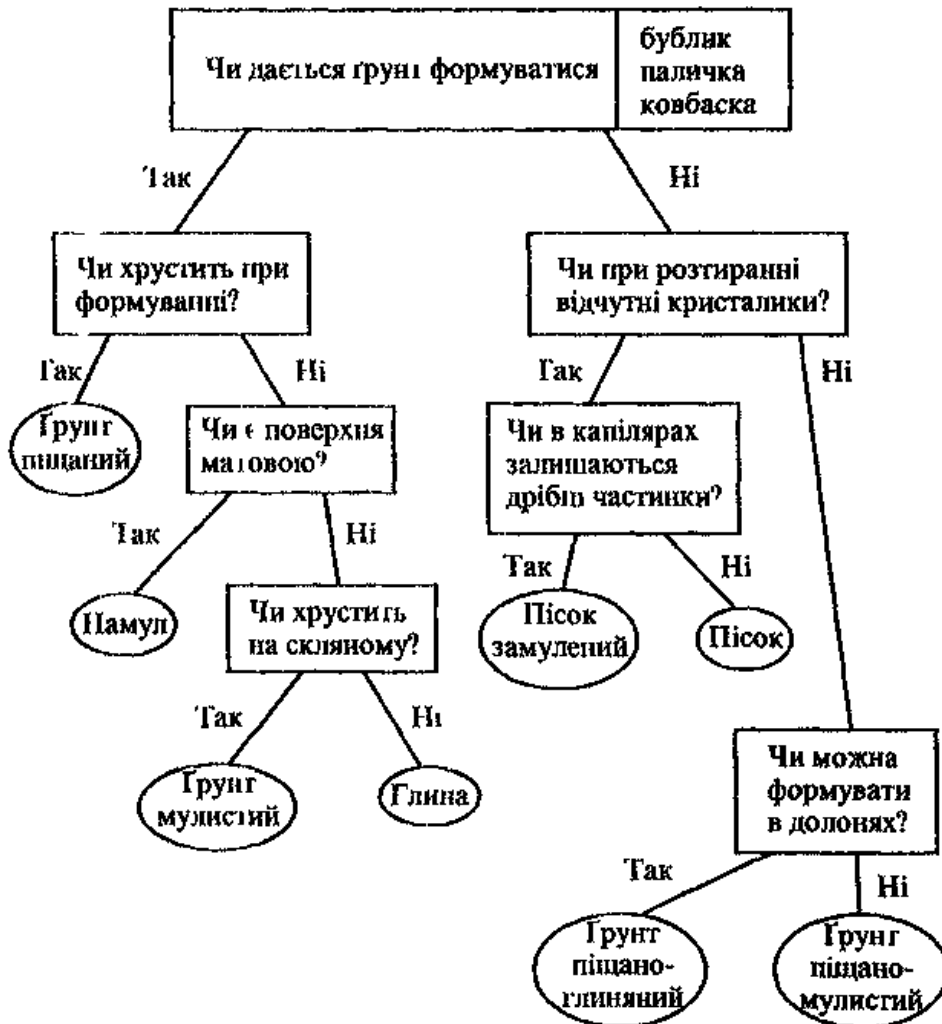 Чи дається ґрунт формуватися
бублик
паличка
ковбаска
Так
Ні
Чи хрустить при
формуванні?
Чи при розтиранні
відчутні кристалики?
Так
Ні
Так
Ні
Ґрунт
піщаний
Чи є поверхня
матовою?
Чи в капілярах
залишаються
дрібні частинки?
Так
Ні
Так
Ні
Намул
Чи хрустить
на скляному?
Пісок
замулений
Пісок
Так
Ні
Ґрунт
мулистий
Глина
Чи можна
формувати
в долонях?
Так
Ні
Ґрунт
піщано-
глиняний
Ґрунт
піщано-
мулистий